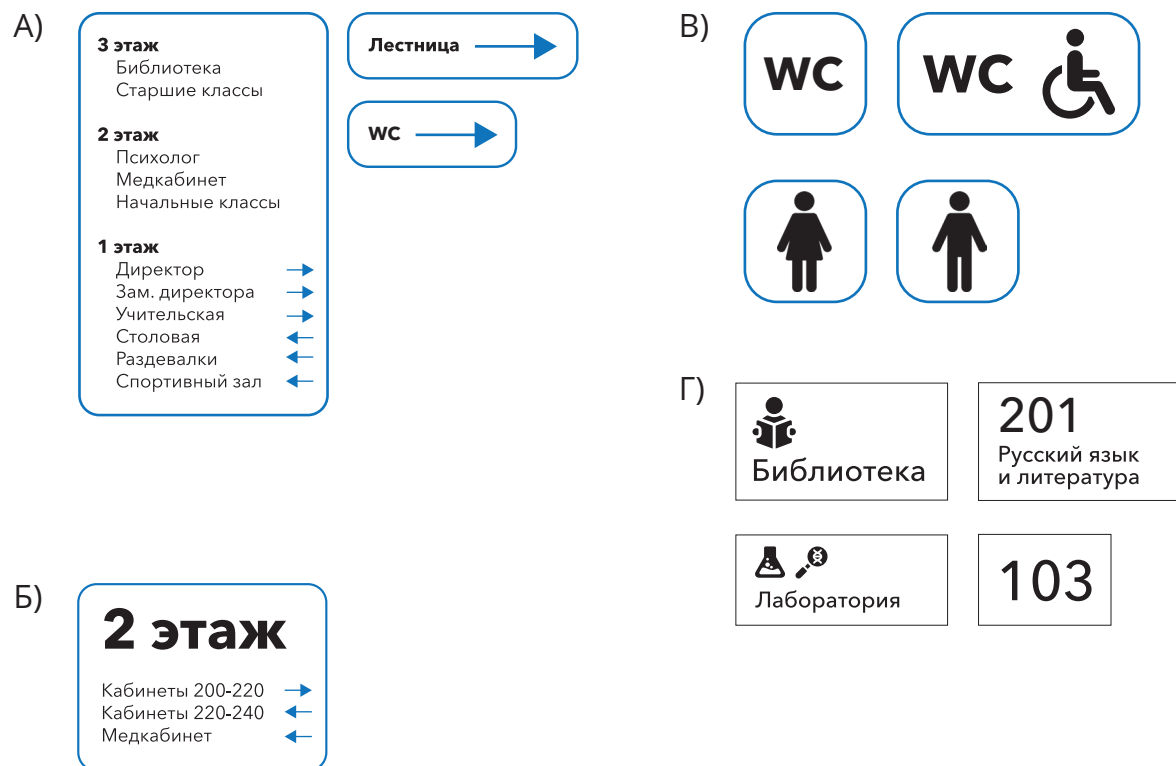 А)
3 этаж
Библиотека
Старшие классы
2 этаж
Психолог
Медкабинет
Начальные классы
1 этаж
Директор
Зам. директора
Учительская
Столовая
Раздевалки
Спортивный зал
Лестница
WC
Б)
2 этаж
Кабинеты 200-220
Кабинеты 220-240
Медкабинет
В)
WC
WC
Г)
Библиотека
201
Русский язык
и литература
Лаборатория
103